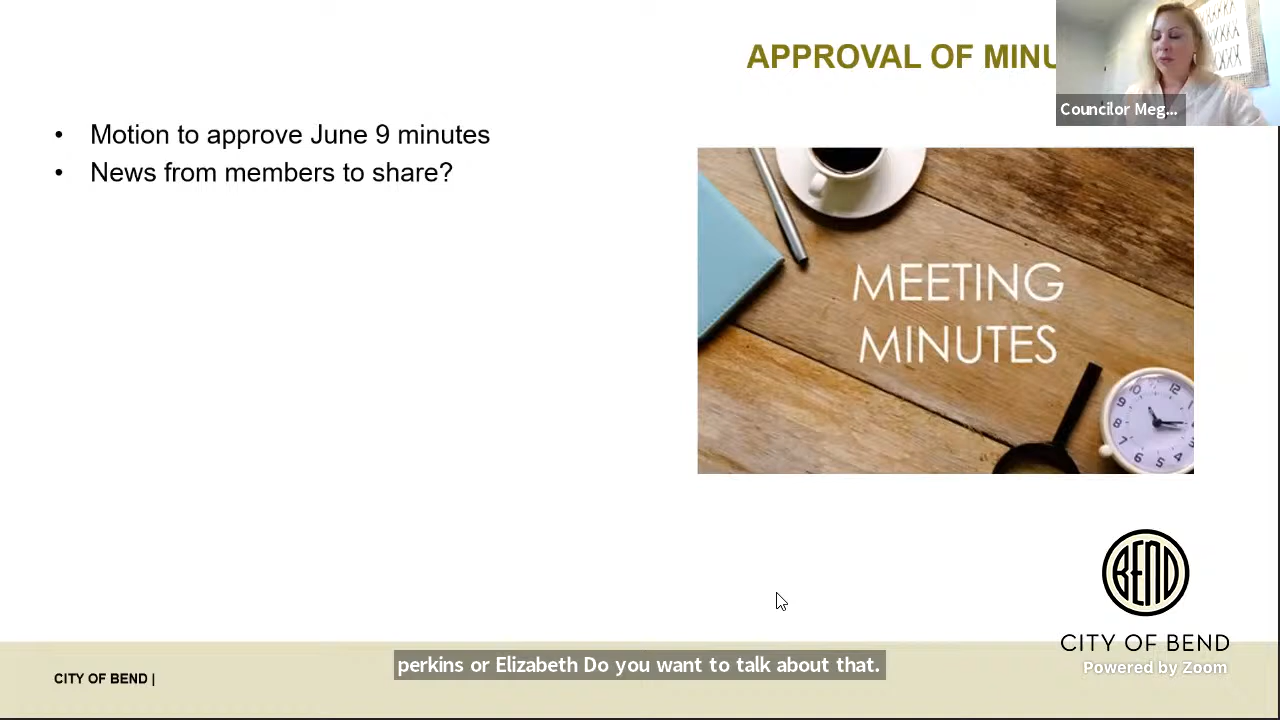 APPROVAL OF MINU
Councilor Meg...
• Motion to approve June 9 minutes
• News from members to share?
MEETING
MINUTES
BEND
CITY OF BEND
Powered by Zoom
perkins or Elizabeth Do you want to talk about that.
CITY OF BEND |